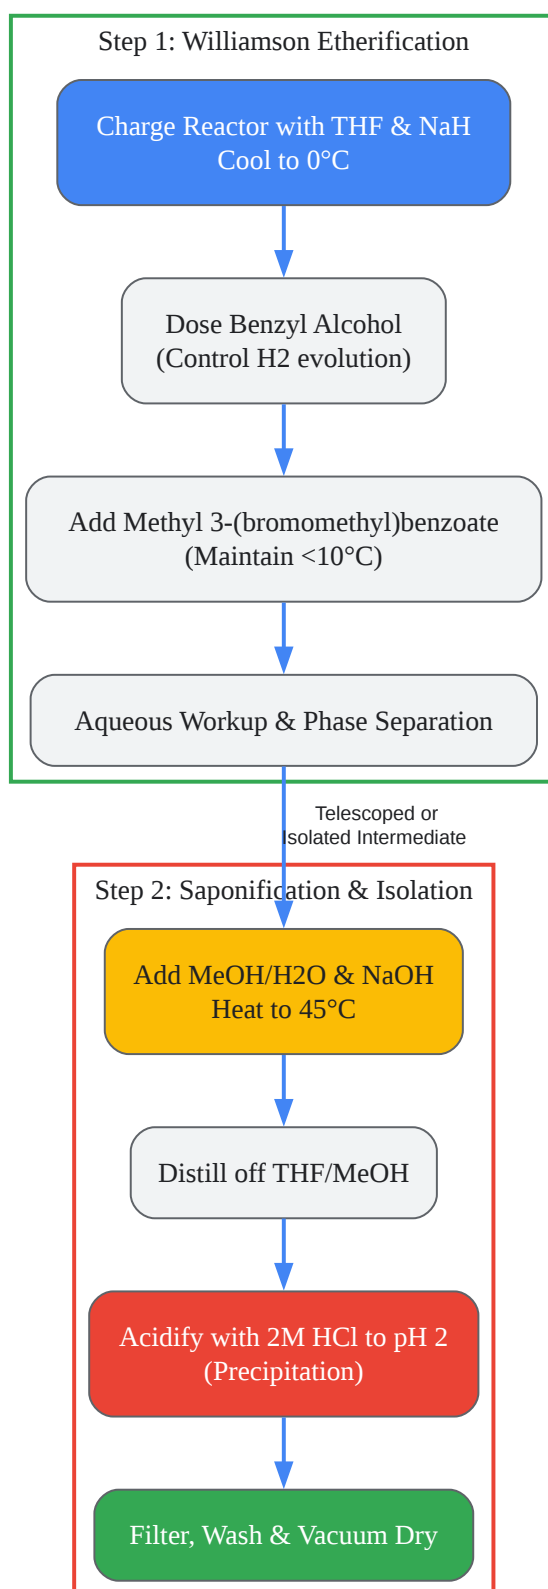 Step 1: Williamson Etherification
Charge Reactor with THF & NaH
Cool to 0°C
Dose Benzyl Alcohol
(Control H2 evolution)
Add Methyl 3-(bromomethyl)benzoate
(Maintain <10°C)
Aqueous Workup & Phase Separation
Telescoped or
Isolated Intermediate
Step 2: Saponification & Isolation
Add MeOH/H2O & NaOH
Heat to 45°C
Distill off THF/MeOH
Acidify with 2M HCl to pH 2
(Precipitation)
Filter, Wash & Vacuum Dry